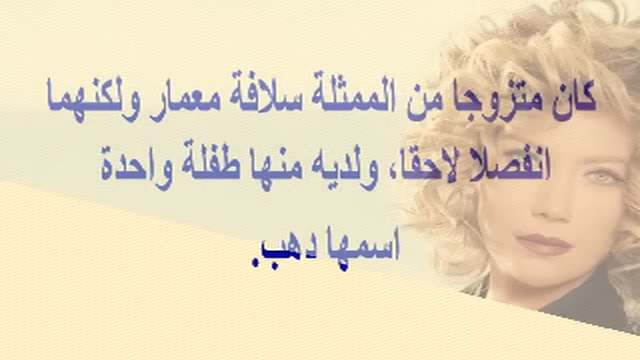 كان متزوجا من الممثلة سلافة معمار ولكنهما
انفصلا لاحقا، ولديه منها طفلة واحدة
اسمها دهب.